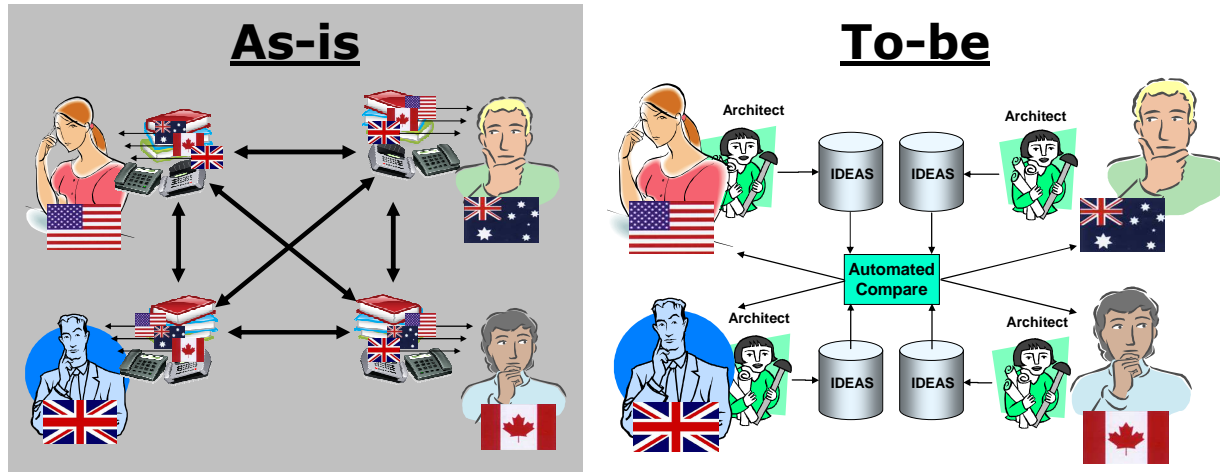 As-is
To-be
Architect
Architect
IDEAS
IDEAS
Automated
Compare
Architect
Architect
IDEAS
IDEAS